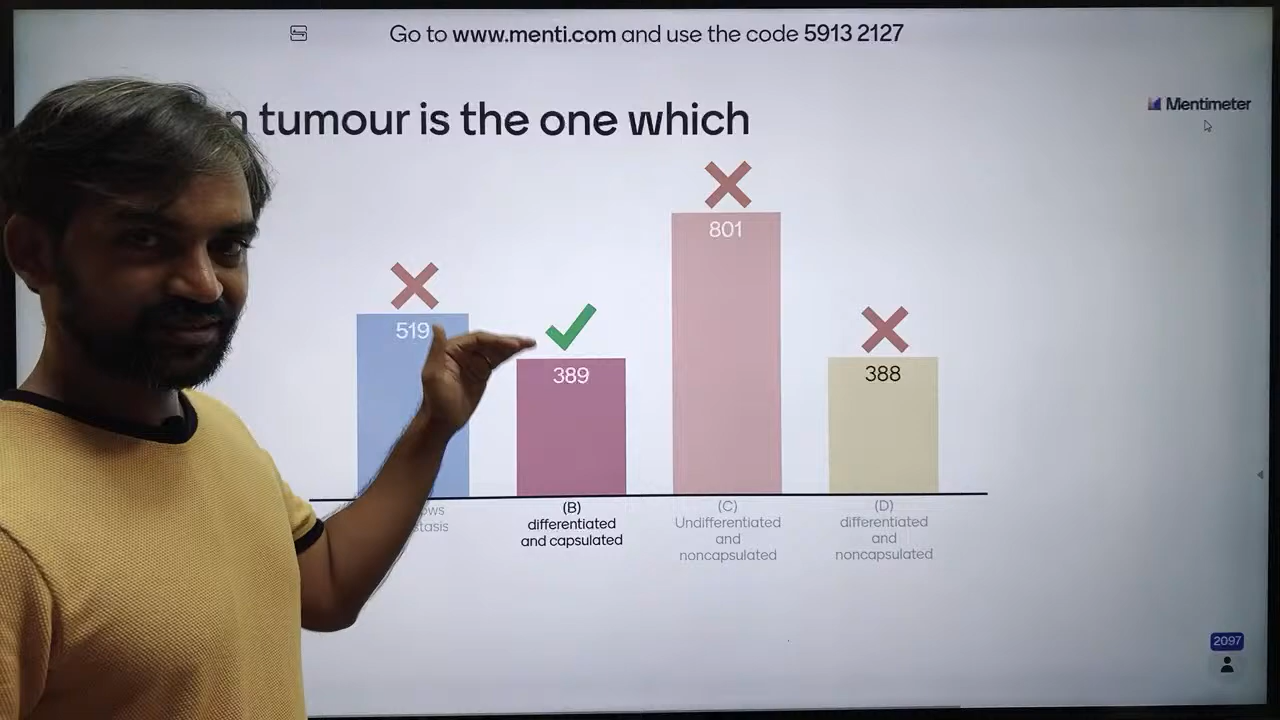 Go to www.menti.com and use the code 5913 2127
Mentimeter
tumour is the one which
519
389
801
388
(B)
differentiated
and capsulated
(C)
Undifferentiated
and
noncapsulated
(D)
differentiated
and
noncapsulated
2097